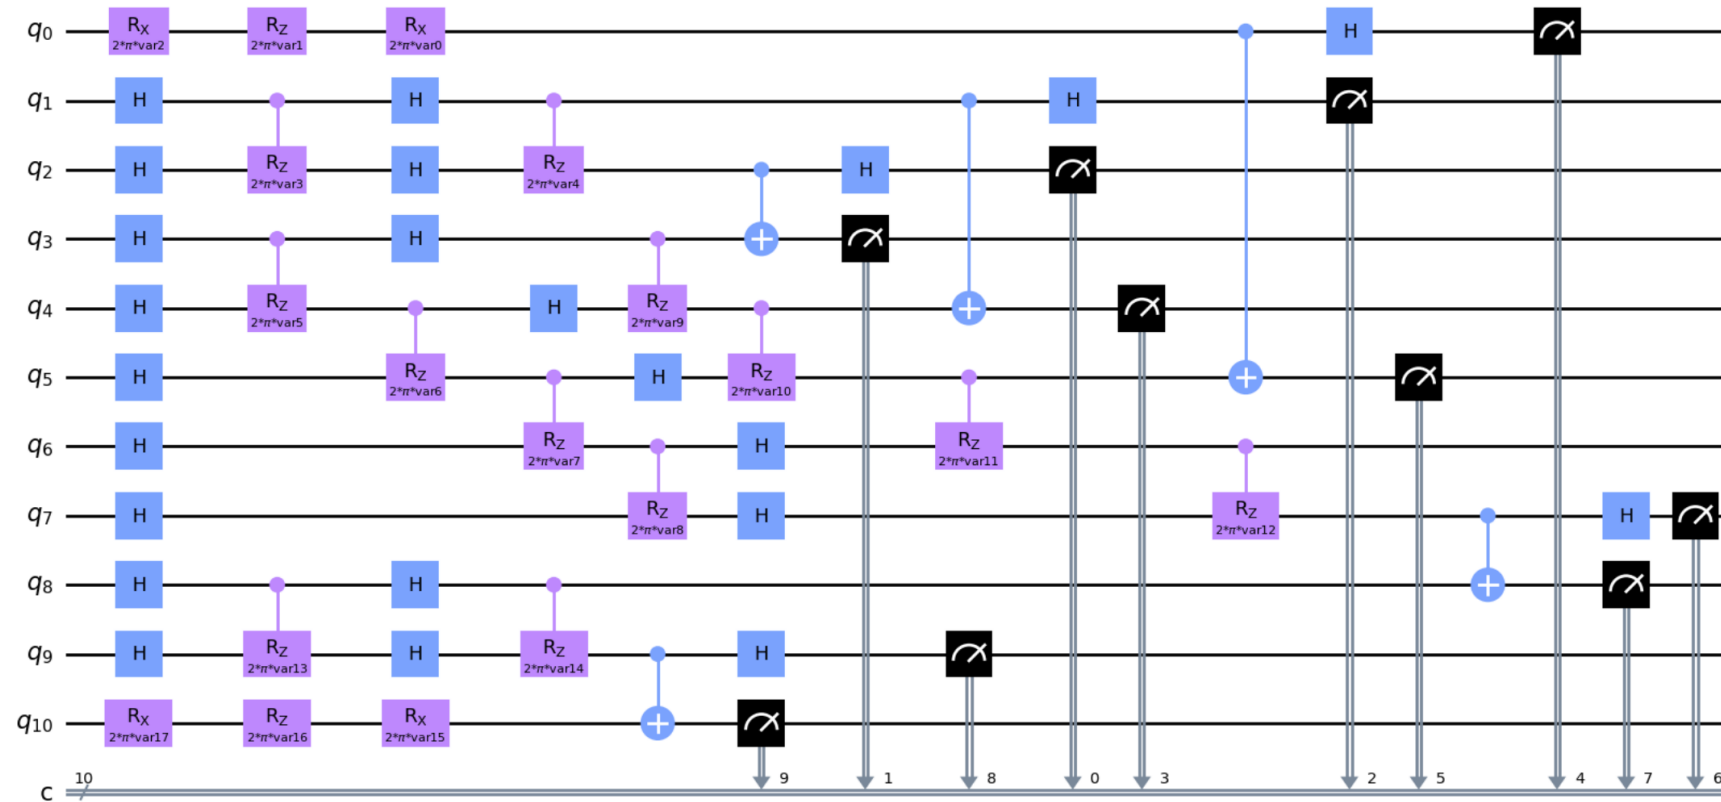 q0 RX 2*π*var2 RZ 2*π*var1 RX 2*π*var0 H
q1 H H H
q2 H RZ 2*π*var3 H RZ 2*π*var4 H
q3 H H
q4 H RZ 2*π*var5 H RZ 2*π*var9
q5 H RZ 2*π*var6 H RZ 2*π*var10
q6 H RZ 2*π*var7 H RZ 2*π*var11
q7 H RZ 2*π*var8 H RZ 2*π*var12 H
q8 H H
q9 H RZ 2*π*var13 H RZ 2*π*var14 H
q10 RX 2*π*var17 RZ 2*π*var16 RX 2*π*var15
c 10 9 1 8 0 3 2 5 4 7 6